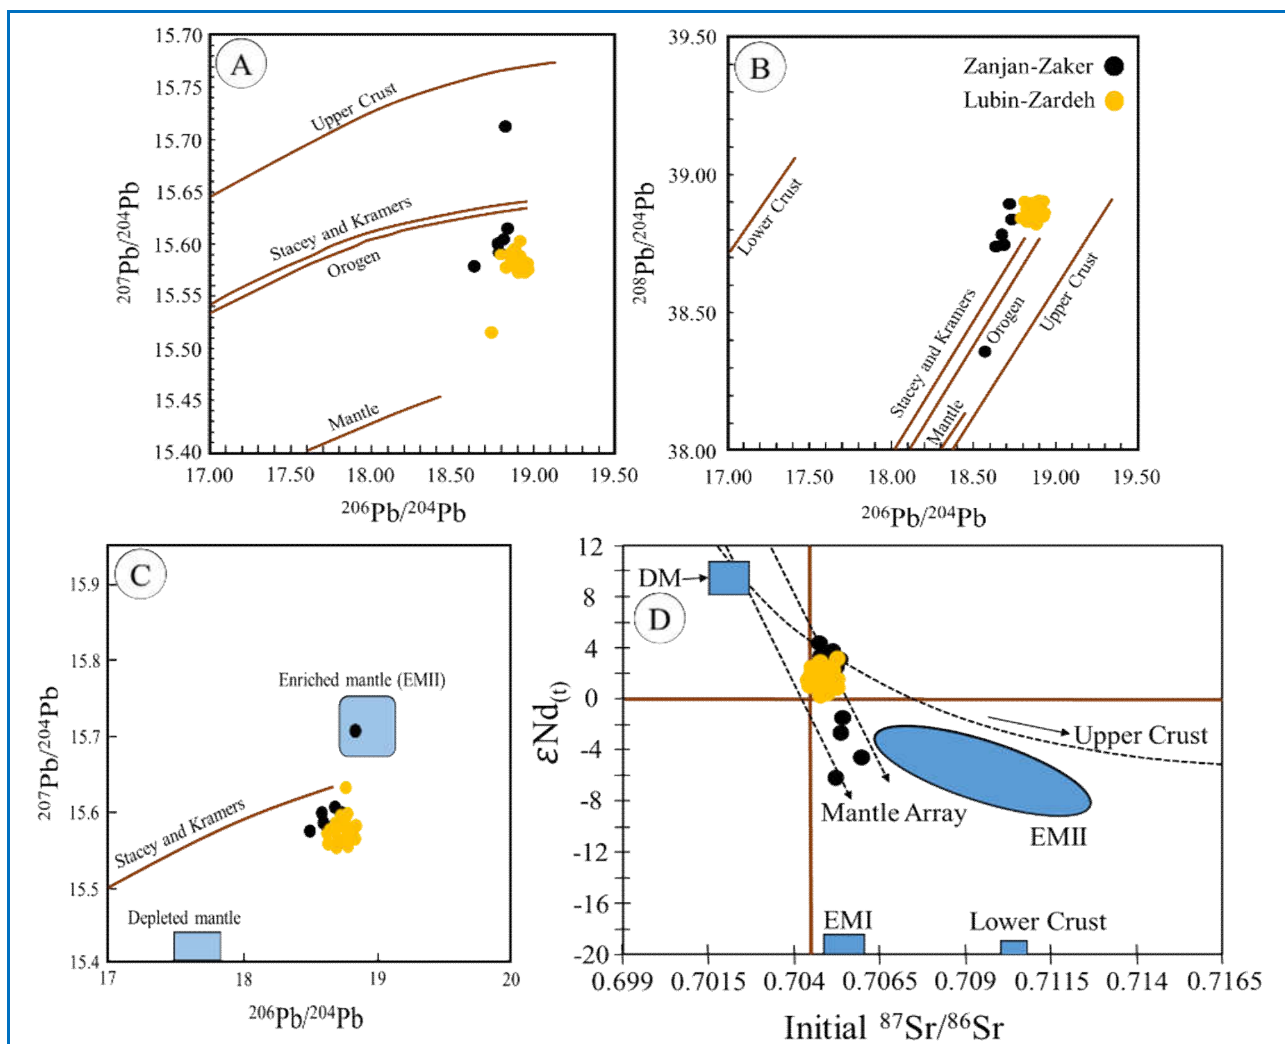 A
15.70
15.75
15.70
15.65
15.60
15.55
15.50
15.45
15.40
17.00 17.50 18.00 18.50 19.00 19.50
²⁰⁷Pb/²⁰⁴Pb
²⁰⁶Pb/²⁰⁴Pb
Upper Crust
Stacey and Kramers
Orogen
Mantle
B
39.50
39.00
38.50
38.00
17.00 17.50 18.00 18.50 19.00 19.50
²⁰⁸Pb/²⁰⁴Pb
²⁰⁶Pb/²⁰⁴Pb
Zanjan-Zaker
Lubin-Zardeh
Lower Crust
Stacey and Kramers
Orogen
Mantle
Upper Crust
C
15.9
15.8
15.7
15.6
15.5
15.4
17 18 19 20
²⁰⁷Pb/²⁰⁴Pb
²⁰⁶Pb/²⁰⁴Pb
Enriched mantle (EMII)
Stacey and Kramers
Depleted mantle
D
12
8
4
0
-4
-8
-12
-16
-20
0.699 0.7015 0.704 0.7065 0.709 0.7115 0.714 0.7165
εNd(t)
Initial ⁸⁷Sr/⁸⁶Sr
DM
Upper Crust
Mantle Array
EMII
EMI
Lower Crust